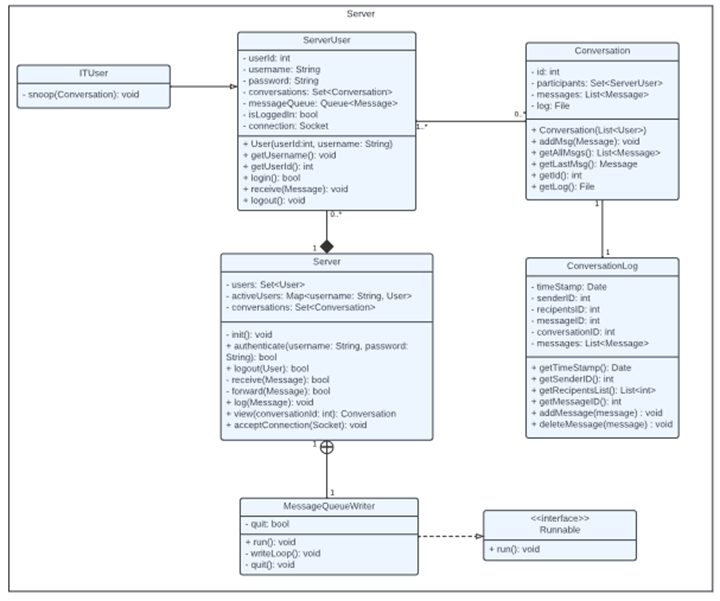 Server
ITUser
- snoop(Conversation): void
ServerUser
- userId: int
- username: String
- password: String
- conversations: Set<Conversation>
- messageQueue: Queue<Message>
- isLoggedIn: bool
- connection: Socket
+ User(userId:int, username: String)
+ getUsername(): void
+ getUserId(): int
+ login(): bool
+ receive(Message): void
+ logout(): void
1..*
0..*
Conversation
- id: int
- participants: Set<ServerUser>
- messages: List<Message>
- log: File
+ Conversation(List<User>)
+ addMsg(Message): void
+ getAllMsgs(): List<Message>
+ getLastMsg(): Message
+ getId(): int
+ getLog(): File
0..*
1
1
1
Server
- users: Set<User>
- activeUsers: Map<username: String, User>
- conversations: Set<Conversation>
- init(): void
+ authenticate(username: String, password:
String): bool
+ logout(User): bool
- receive(Message): bool
- forward(Message): bool
+ log(Message): void
+ view(conversationId: int): Conversation
+ acceptConnection(Socket): void
ConversationLog
- timeStamp: Date
- senderID: int
- recipentsID: int
- messageID: int
- conversationID: int
- messages: List<Message>
+ getTimeStamp(): Date
+ getSenderID(): int
+ getRecipentsList(): List<int>
+ getMessageID(): int
+ addMessage(message) : void
+ deleteMessage(message) : void
1
1
MessageQueueWriter
- quit: bool
+ run(): void
- writeLoop(): void
- quit(): void
<<interface>>
Runnable
+ run(): void